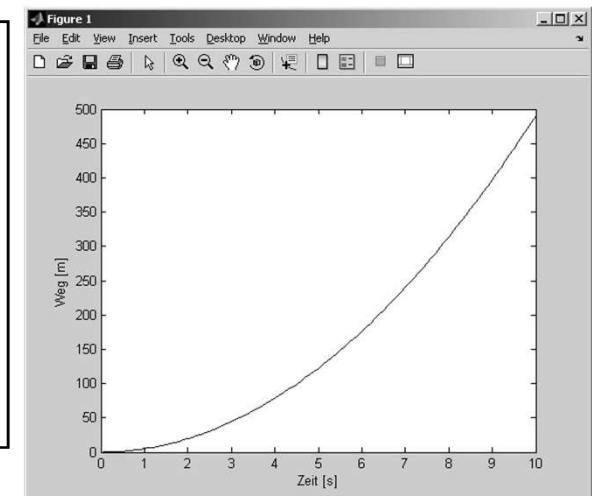 Figure 1
File Edit View Insert Tools Desktop Window Help
500
450
400
350
300
250
200
150
100
50
0
Weg [m]
0 1 2 3 4 5 6 7 8 9 10
Zeit [s]